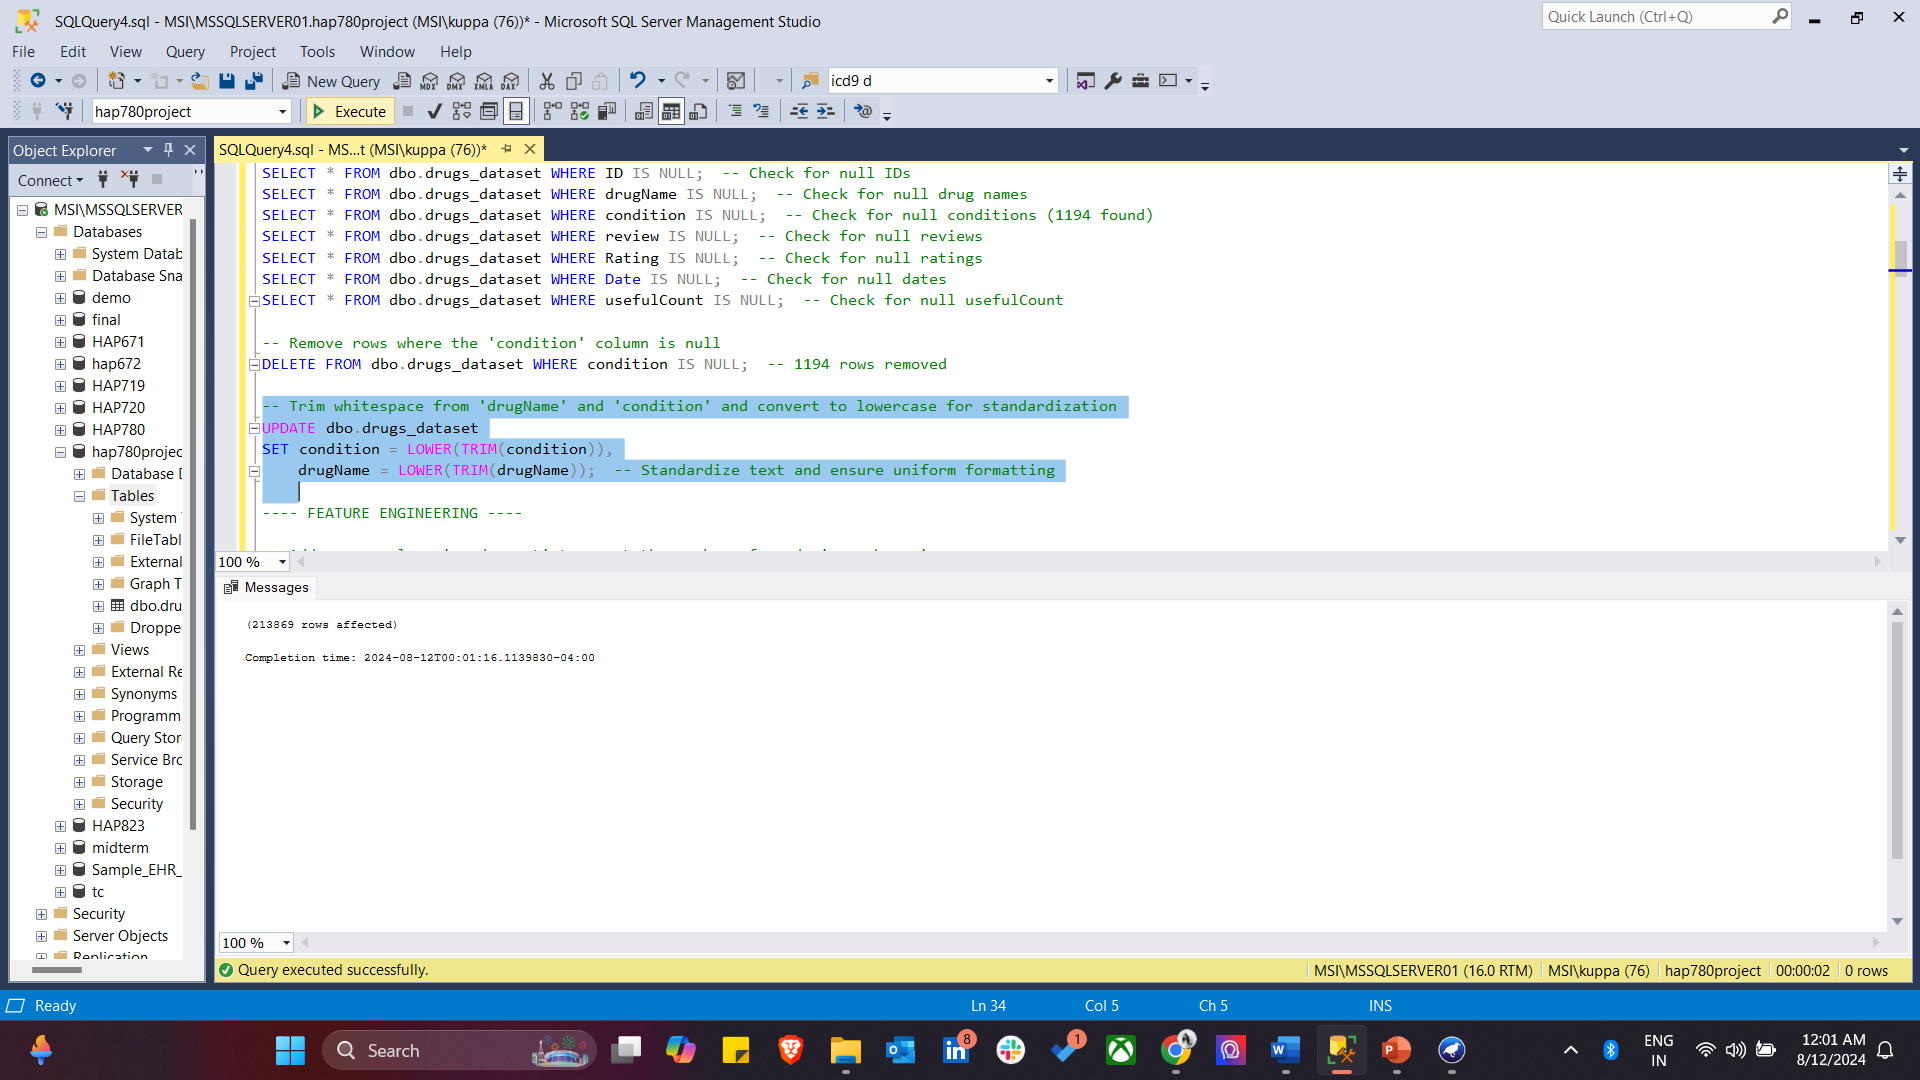 SQLQuery4.sql - MSI\MSSQLSERVER01.hap780project (MSI\kuppa (76))* - Microsoft SQL Server Management Studio
Quick Launch (Ctrl+Q)
File Edit View Query Project Tools Window Help
New Query
MDX DMX XMLA DAX
icd9 d
hap780project
Execute
Object Explorer
SQLQuery4.sql - MS...t (MSI\kuppa (76))*
Connect
MSI\MSSQLSERVER
Databases
System Datab
Database Sna
demo
final
HAP671
hap672
HAP719
HAP720
HAP780
hap780projec
Database D
Tables
System
FileTabl
External
Graph T
dbo.dru
Droppe
Views
External Re
Synonyms
Programm
Query Stor
Service Brc
Storage
Security
HAP823
midterm
Sample_EHR_
tc
Security
Server Objects
Replication
SELECT * FROM dbo.drugs_dataset WHERE ID IS NULL;  -- Check for null IDs
SELECT * FROM dbo.drugs_dataset WHERE drugName IS NULL;  -- Check for null drug names
SELECT * FROM dbo.drugs_dataset WHERE condition IS NULL;  -- Check for null conditions (1194 found)
SELECT * FROM dbo.drugs_dataset WHERE review IS NULL;  -- Check for null reviews
SELECT * FROM dbo.drugs_dataset WHERE Rating IS NULL;  -- Check for null ratings
SELECT * FROM dbo.drugs_dataset WHERE Date IS NULL;  -- Check for null dates
SELECT * FROM dbo.drugs_dataset WHERE usefulCount IS NULL;  -- Check for null usefulCount
-- Remove rows where the 'condition' column is null
DELETE FROM dbo.drugs_dataset WHERE condition IS NULL;  -- 1194 rows removed
-- Trim whitespace from 'drugName' and 'condition' and convert to lowercase for standardization
UPDATE dbo.drugs_dataset
SET condition = LOWER(TRIM(condition)),
drugName = LOWER(TRIM(drugName));  -- Standardize text and ensure uniform formatting
---- FEATURE ENGINEERING ----
100 %
Messages
(213869 rows affected)
Completion time: 2024-08-12T00:01:16.1139830-04:00
100 %
Query executed successfully.
MSI\MSSQLSERVER01 (16.0 RTM) MSI\kuppa (76) hap780project 00:00:02 0 rows
Ready
Ln 34
Col 5
Ch 5
INS
Search
8
1
ENG
IN
12:01 AM
8/12/2024